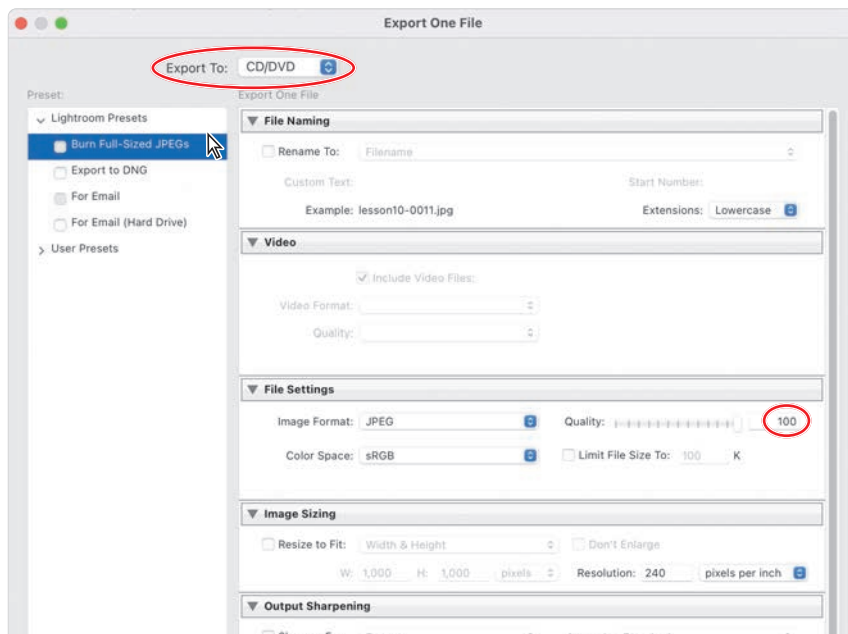 Export One File
Export To: CD/DVD
Preset:
Export One File
Lightroom Presets
Burn Full-Sized JPEGs
Export to DNG
For Email
For Email (Hard Drive)
User Presets
File Naming
Rename To: Filename
Custom Text: Start Number:
Example: lesson10-0011.jpg Extensions: Lowercase
Video
Include Video Files:
Video Format:
Quality:
File Settings
Image Format: JPEG Quality: 100
Color Space: sRGB Limit File Size To: 100 K
Image Sizing
Resize to Fit: Width & Height Don't Enlarge
W: 1,000 H: 1,000 pixels Resolution: 240 pixels per inch
Output Sharpening